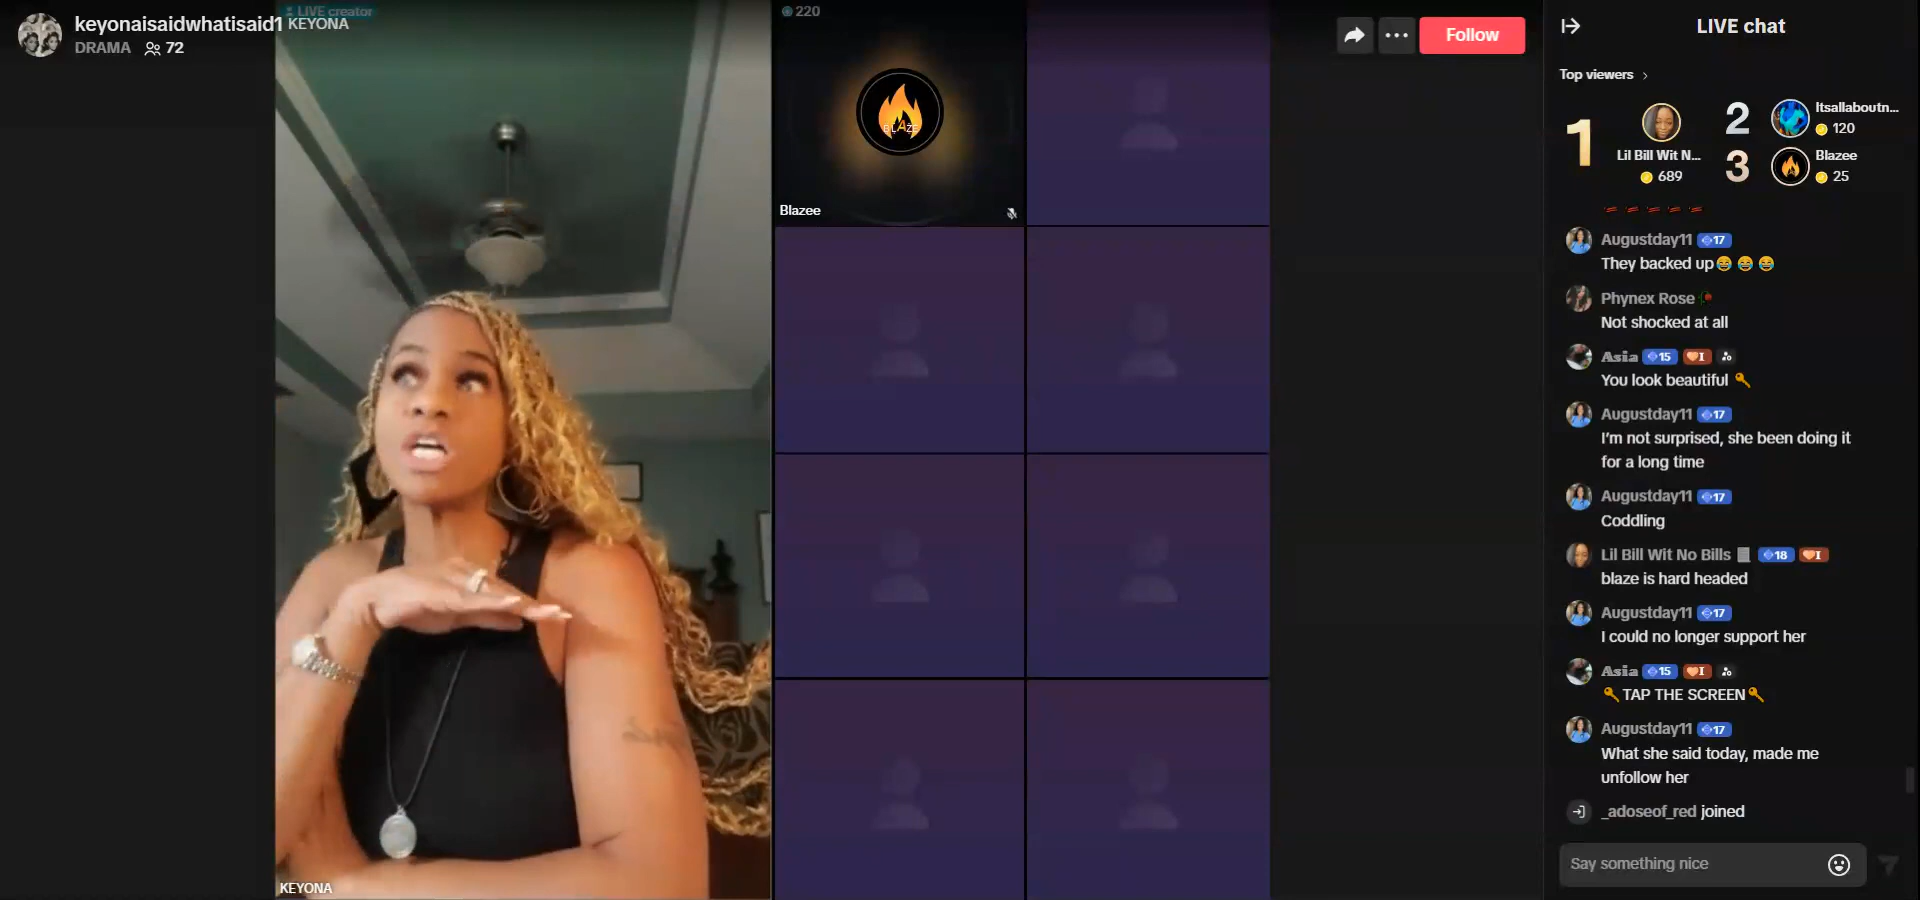 keyonaisaidwhatisaid1
DRAMA 72
LIVE creator
KEYONA
220
BLAZE
Blazee
KEYONA
Follow
LIVE chat
Top viewers
1
Lil Bill Wit N...
689
2
Itsallaboutn...
120
3
Blazee
25
Augustday11 17
They backed up😂 😂 😂
Phynex Rose🥀
Not shocked at all
𝔸𝕤𝕚𝕒 15 I
You look beautiful 🔑
Augustday11 17
I'm not surprised, she been doing it
for a long time
Augustday11 17
Coddling
Lil Bill Wit No Bills 18 I
blaze is hard headed
Augustday11 17
I could no longer support her
𝔸𝕤𝕚𝕒 15 I
🔑TAP THE SCREEN🔑
Augustday11 17
What she said today, made me
unfollow her
_adoseof_red joined
Say something nice